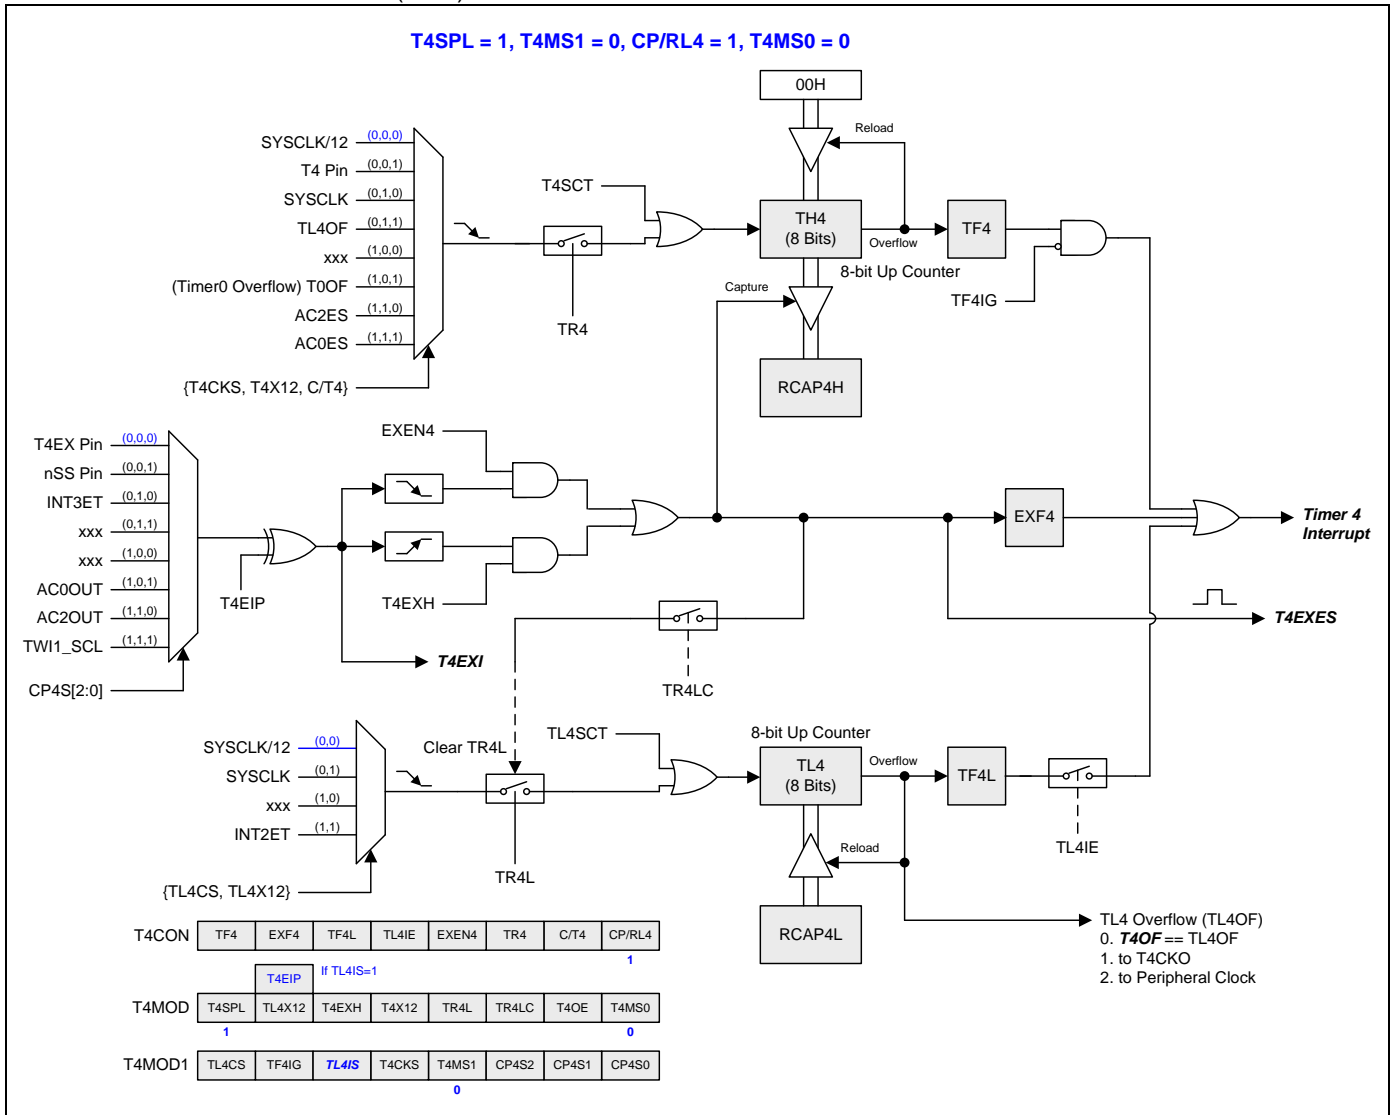 T4SPL = 1, T4MS1 = 0, CP/RL4 = 1, T4MS0 = 0
00H
Reload
SYSCLK/12 (0,0,0)
T4 Pin (0,0,1)
SYSCLK (0,1,0)
TL4OF (0,1,1)
xxx (1,0,0)
(Timer0 Overflow) T0OF (1,0,1)
AC2ES (1,1,0)
AC0ES (1,1,1)
{T4CKS, T4X12, C/T4}
TR4
T4SCT
TH4
(8 Bits)
Overflow
8-bit Up Counter
TF4
TF4IG
Capture
RCAP4H
T4EX Pin (0,0,0)
nSS Pin (0,0,1)
INT3ET (0,1,0)
xxx (0,1,1)
xxx (1,0,0)
AC0OUT (1,0,1)
AC2OUT (1,1,0)
TWI1_SCL (1,1,1)
CP4S[2:0]
T4EIP
EXEN4
T4EXH
T4EXI
EXF4
Timer 4
Interrupt
T4EXES
TR4LC
SYSCLK/12 (0,0)
SYSCLK (0,1)
xxx (1,0)
INT2ET (1,1)
{TL4CS, TL4X12}
Clear TR4L
TR4L
TL4SCT
8-bit Up Counter
TL4
(8 Bits)
Overflow
TF4L
TL4IE
Reload
RCAP4L
TL4 Overflow (TL4OF)
0. T4OF == TL4OF
1. to T4CKO
2. to Peripheral Clock
T4CON TF4 EXF4 TF4L TL4IE EXEN4 TR4 C/T4 CP/RL4
1
T4EIP If TL4IS=1
T4MOD T4SPL TL4X12 T4EXH T4X12 TR4L TR4LC T4OE T4MS0
1 0
T4MOD1 TL4CS TF4IG TL4IS T4CKS T4MS1 CP4S2 CP4S1 CP4S0
0